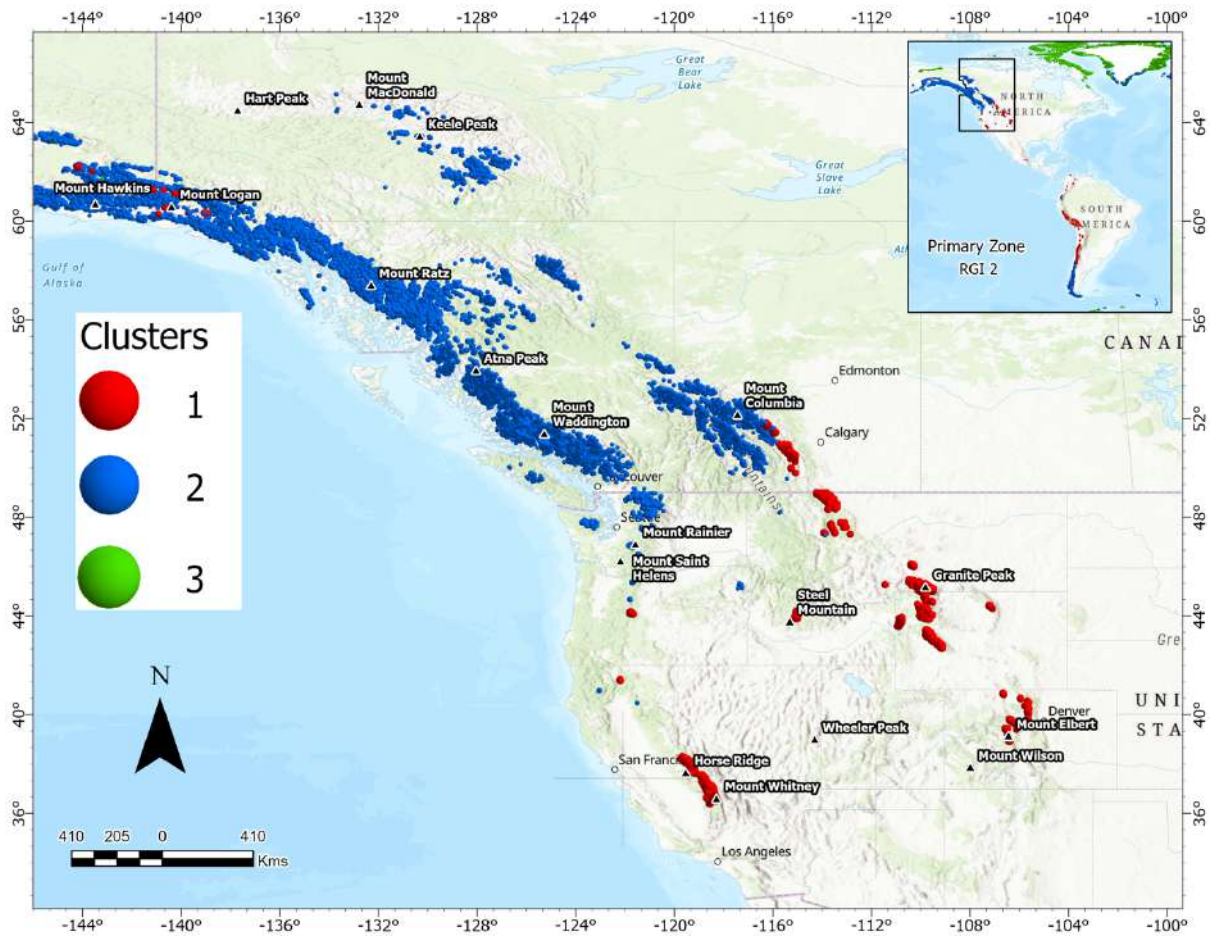 -144° -140° -136° -132° -128° -124° -120° -116° -112° -108° -104° -100°
Great
Bear
Lake
Mount
MacDonald
Hart Peak
Keele Peak
64°
64°
NORTH
AMERICA
SOUTH
AMERICA
Primary Zone
RGI 2
Great
Slave
Lake
Mount Hawkins
Mount Logan
60°
60°
Gulf of
Alaska
Mount Ratz
56°
56°
Clusters
1
2
3
Atna Peak
Mount
Waddington
Mount
Columbia
Edmonton
Calgary
CANAD
52°
52°
couver
ountains
48°
48°
Mount Rainier
Mount Saint
Helens
Granite Peak
Steel
Mountain
44°
44°
Gre
N
UNI
STA
40°
40°
Denver
Mount Elbert
Mount Wilson
Wheeler Peak
San Franc
Horse Ridge
Mount Whitney
36°
36°
Los Angeles
410 205 0 410
Kms
-144° -140° -136° -132° -128° -124° -120° -116° -112° -108° -104° -100°